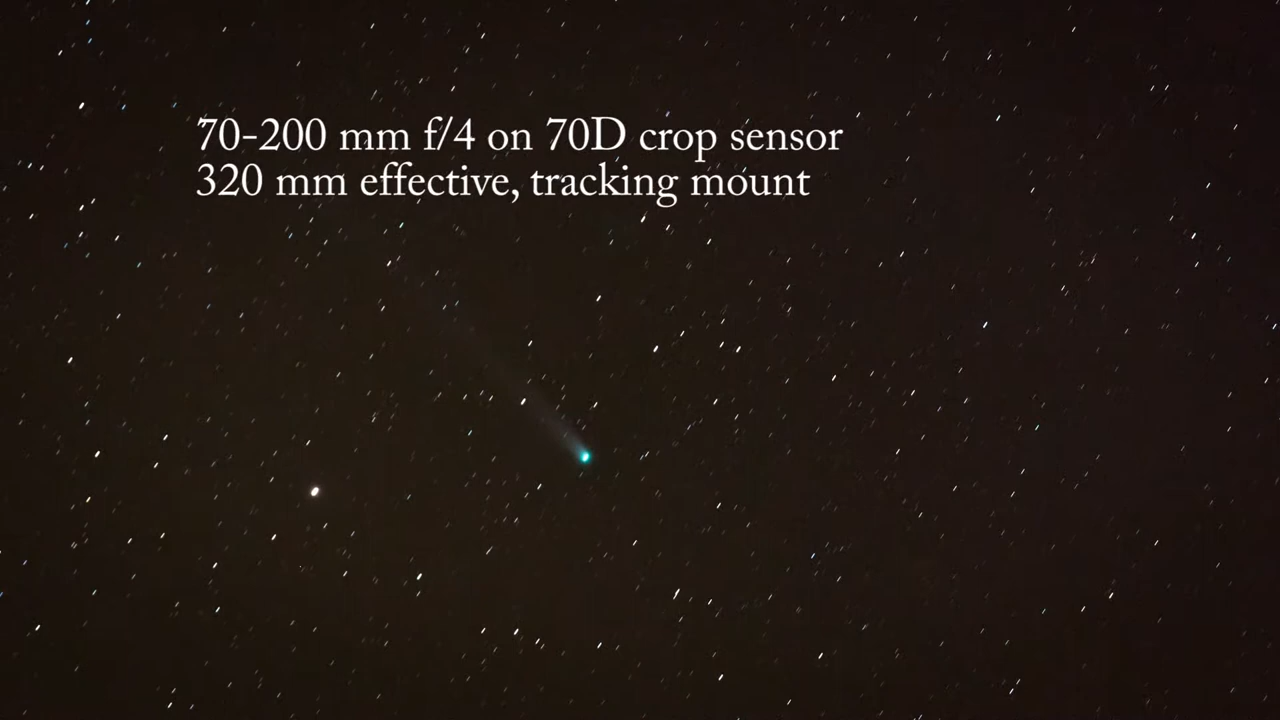 70-200 mm f/4 on 70D crop sensor
320 mm effective, tracking mount